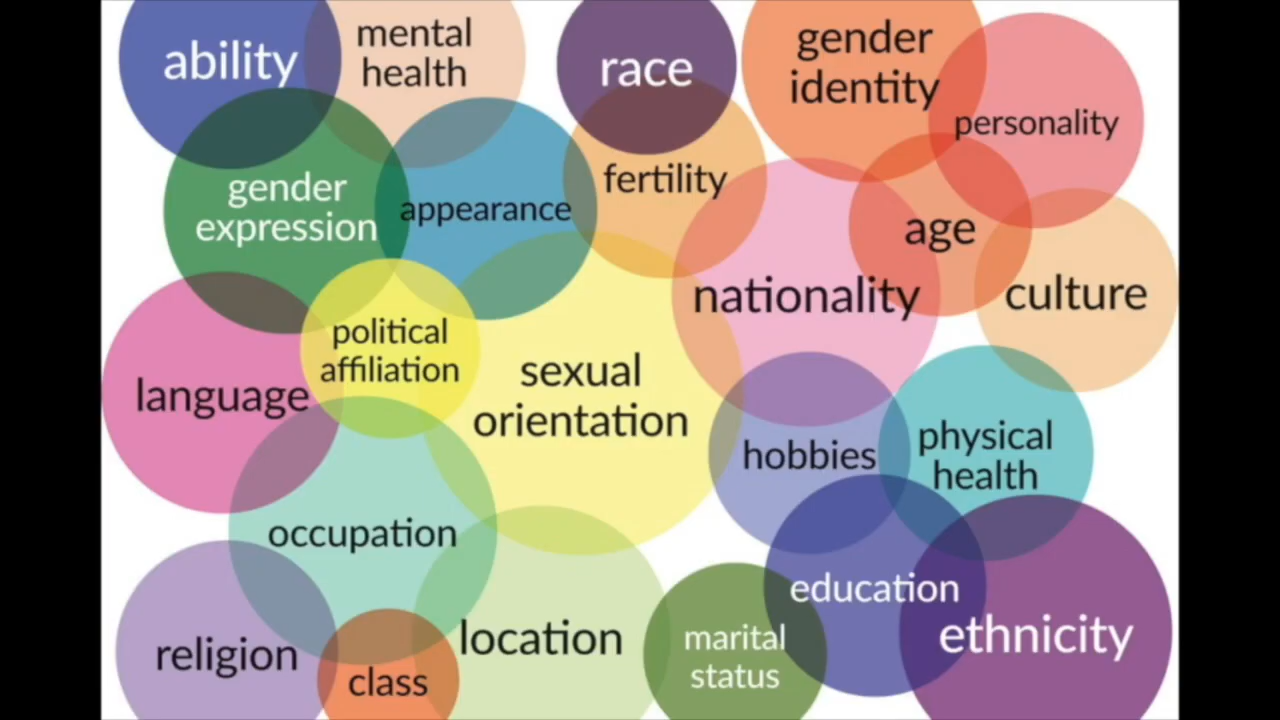 ability
mental
health
race
gender
identity
personality
gender
expression
appearance
fertility
age
nationality
culture
language
political
affiliation
sexual
orientation
hobbies
physical
health
occupation
education
religion
class
location
marital
status
ethnicity